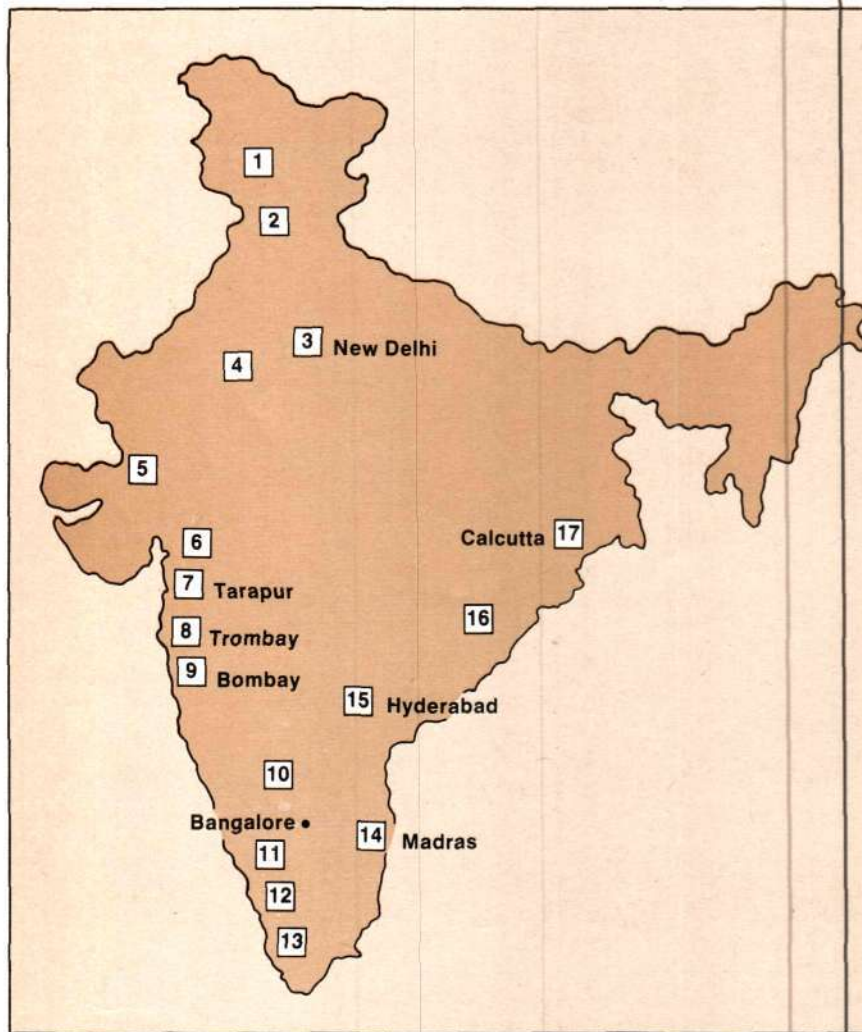 1
2
3 New Delhi
4
5
6
Calcutta 17
7 Tarapur
16
8 Trombay
9 Bombay
15 Hyderabad
10
Bangalore
14 Madras
11
12
13